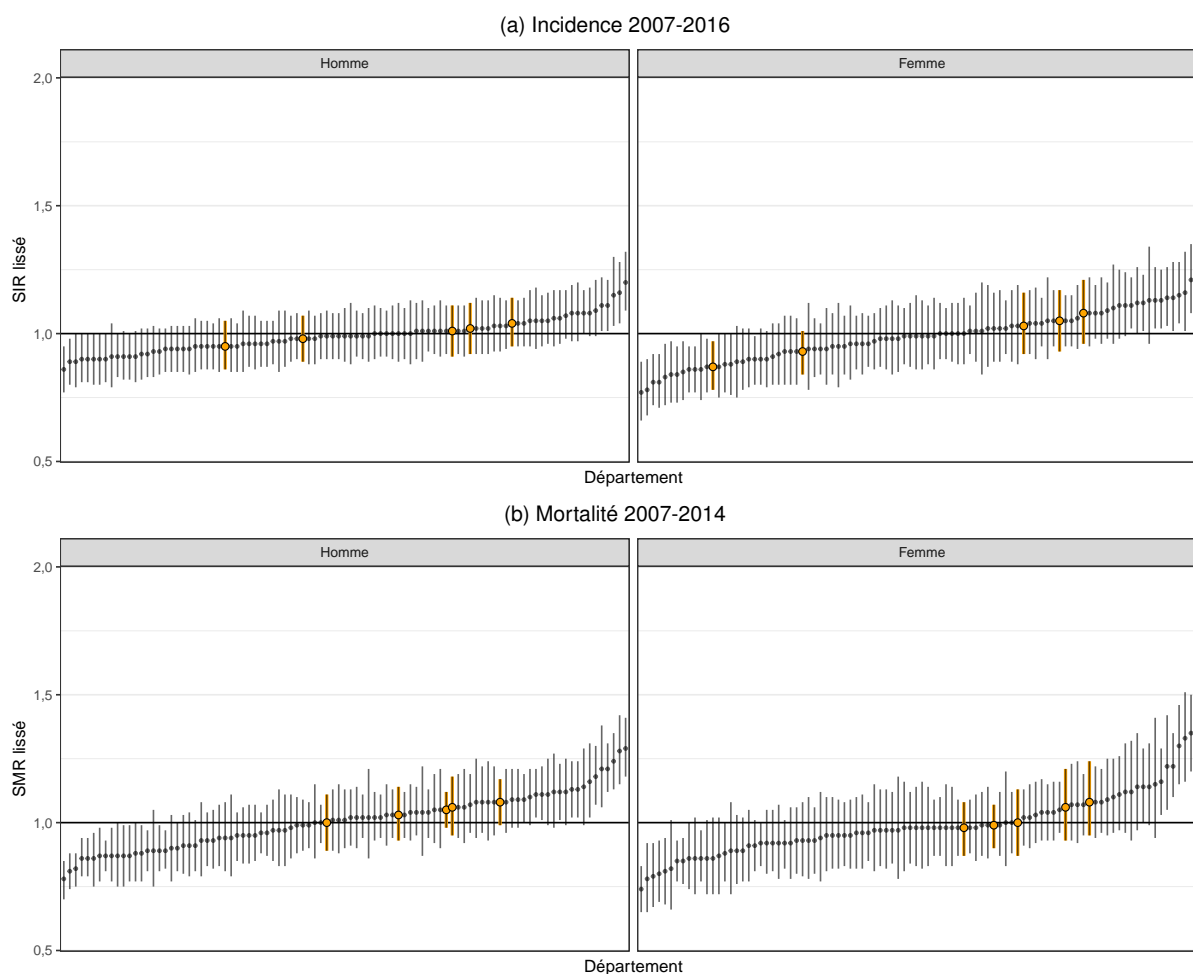 (a) Incidence 2007-2016
Homme
Femme
2,0
1,5
1,0
0,5
SIR lissé
Département
(b) Mortalité 2007-2014
Homme
Femme
2,0
1,5
1,0
0,5
SMR lissé
Département